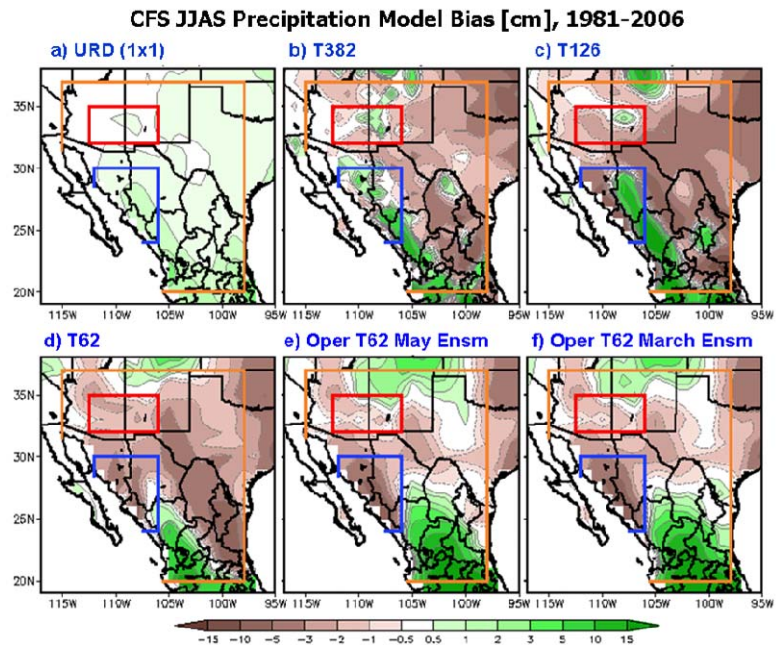 CFS JJAS Precipitation Model Bias [cm], 1981-2006
a) URD (1x1) b) T382 c) T126
35N
30N
25N
20N
115W 110W 105W 100W 95W 115W 110W 105W 100W 95W 115W 110W 105W 100W 95W
d) T62 e) Oper T62 May Ensm f) Oper T62 March Ensm
35N
30N
25N
20N
115W 110W 105W 100W 95W 115W 110W 105W 100W 95W 115W 110W 105W 100W 95W
-15 -10 -5 -3 -2 -1 -0.5 0.5 1 2 3 5 10 15